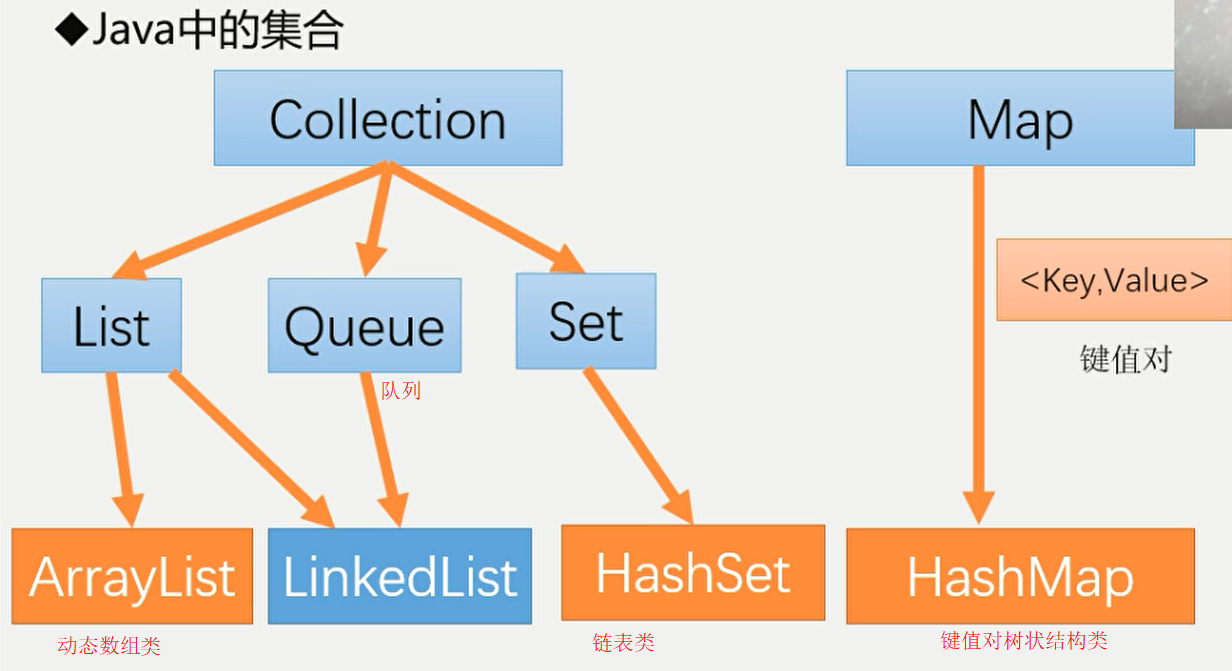 ◆Java中的集合
Collection
Map
<Key,Value>
键值对
List
Queue
Set
队列
ArrayList
LinkedList
HashSet
HashMap
动态数组类
链表类
键值对树状结构类